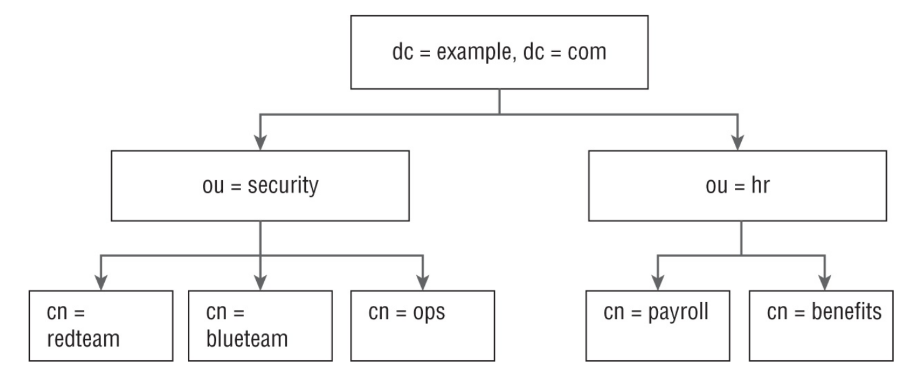 dc = example, dc = com
ou = security
ou = hr
cn =
redteam
cn =
blueteam
cn = ops
cn = payroll
cn = benefits